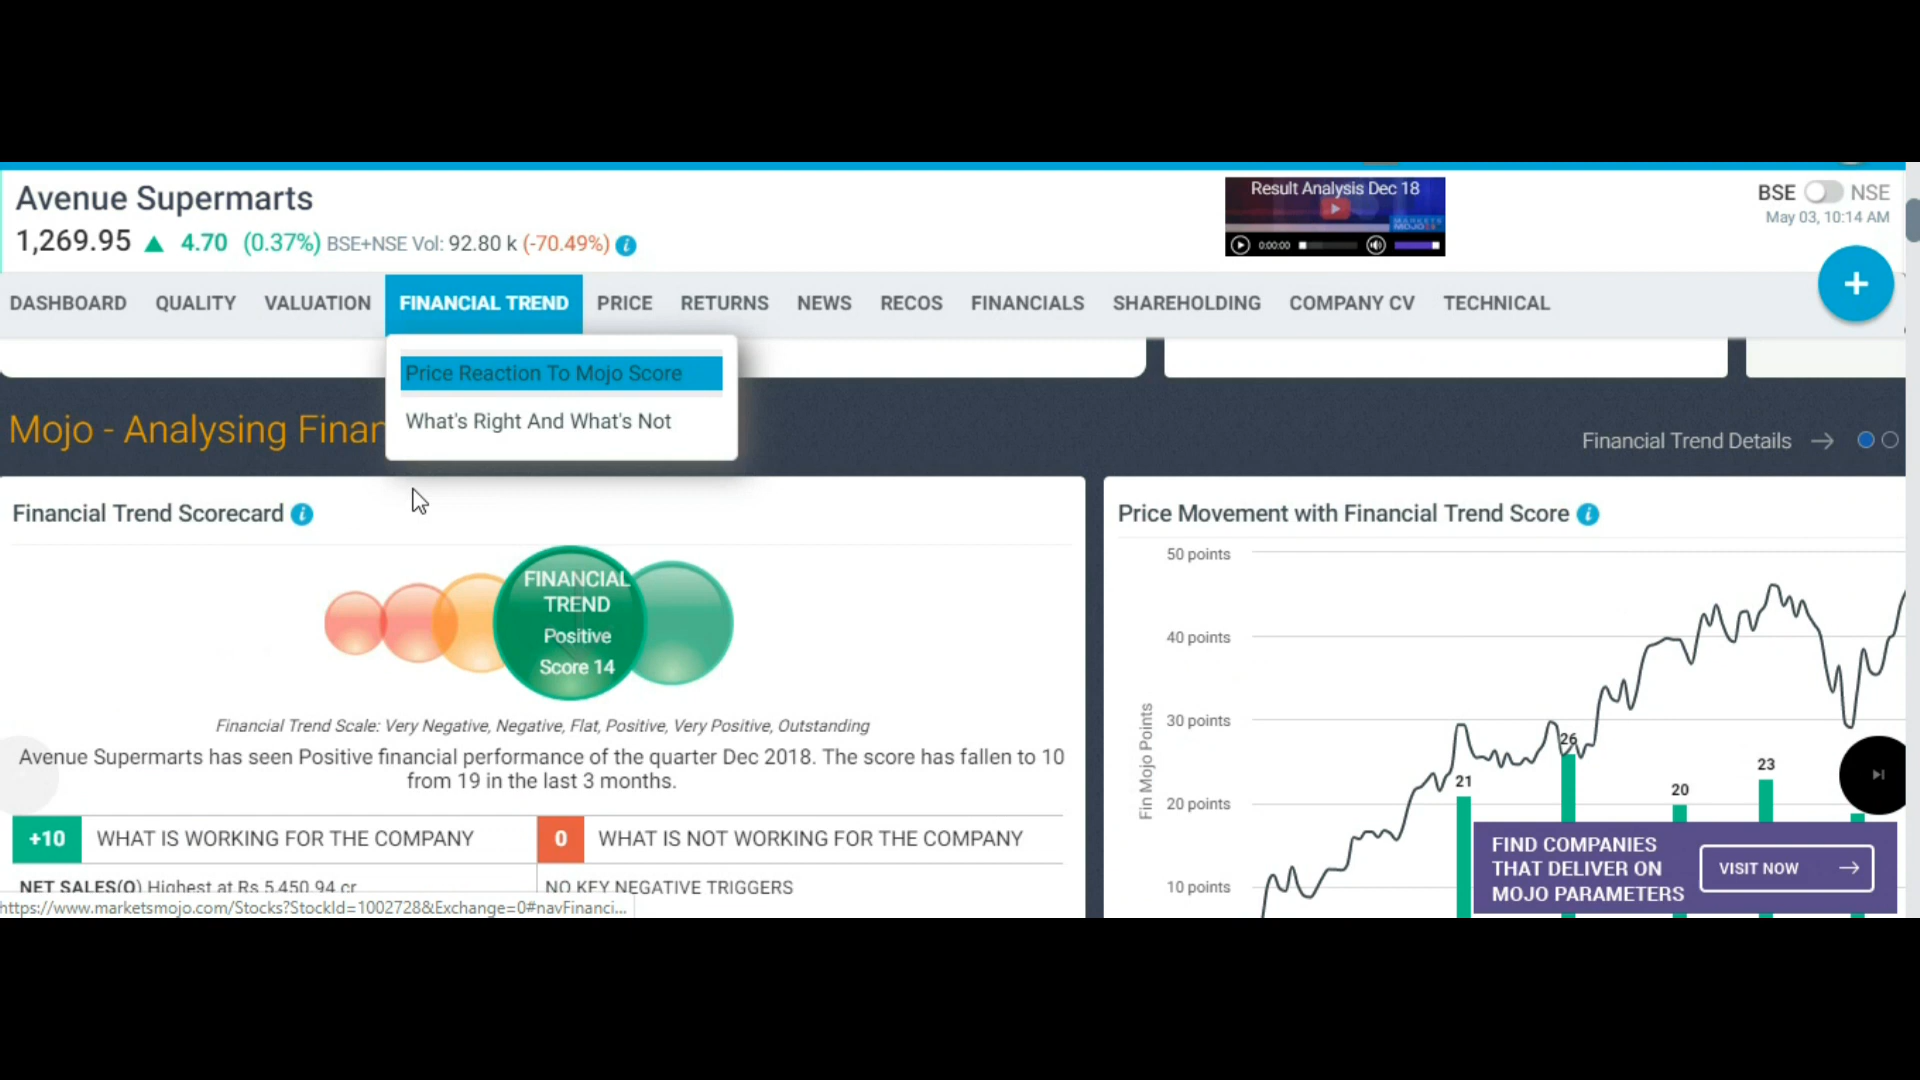 Avenue Supermarts
1,269.95 ▲ 4.70 (0.37%) BSE+NSE Vol: 92.80 k (-70.49%) i
Result Analysis Dec 18
MARKETS
MOJO
0:00:00
BSE NSE
May 03, 10:14 AM
+
DASHBOARD QUALITY VALUATION FINANCIAL TREND PRICE RETURNS NEWS RECOS FINANCIALS SHAREHOLDING COMPANY CV TECHNICAL
Price Reaction To Mojo Score
What's Right And What's Not
Mojo - Analysing Finan
Financial Trend Details →
Financial Trend Scorecard i
FINANCIAL
TREND
Positive
Score 14
Financial Trend Scale: Very Negative, Negative, Flat, Positive, Very Positive, Outstanding
Avenue Supermarts has seen Positive financial performance of the quarter Dec 2018. The score has fallen to 10
from 19 in the last 3 months.
+10 WHAT IS WORKING FOR THE COMPANY
0 WHAT IS NOT WORKING FOR THE COMPANY
NET SALES(Q) Highest at Rs 5,450.94 cr
NO KEY NEGATIVE TRIGGERS
https://www.marketsmojo.com/Stocks?StockId=1002728&Exchange=0#navFinanci...
Price Movement with Financial Trend Score i
50 points
40 points
30 points
20 points
10 points
Fin Mojo Points
21
26
20
23
FIND COMPANIES
THAT DELIVER ON
MOJO PARAMETERS
VISIT NOW →